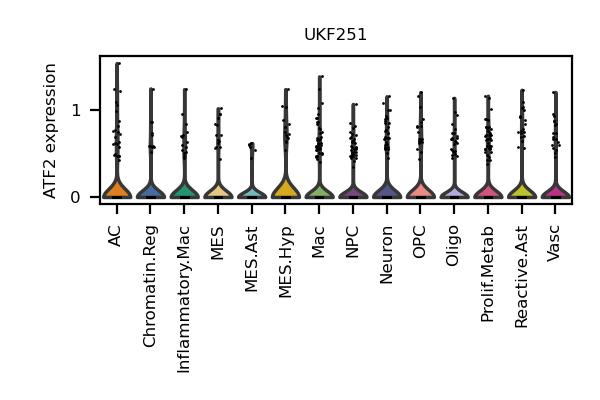 UKF251
ATF2 expression
1
0
AC
Chromatin.Reg
Inflammatory.Mac
MES
MES.Ast
MES.Hyp
Mac
NPC
Neuron
OPC
Oligo
Prolif.Metab
Reactive.Ast
Vasc